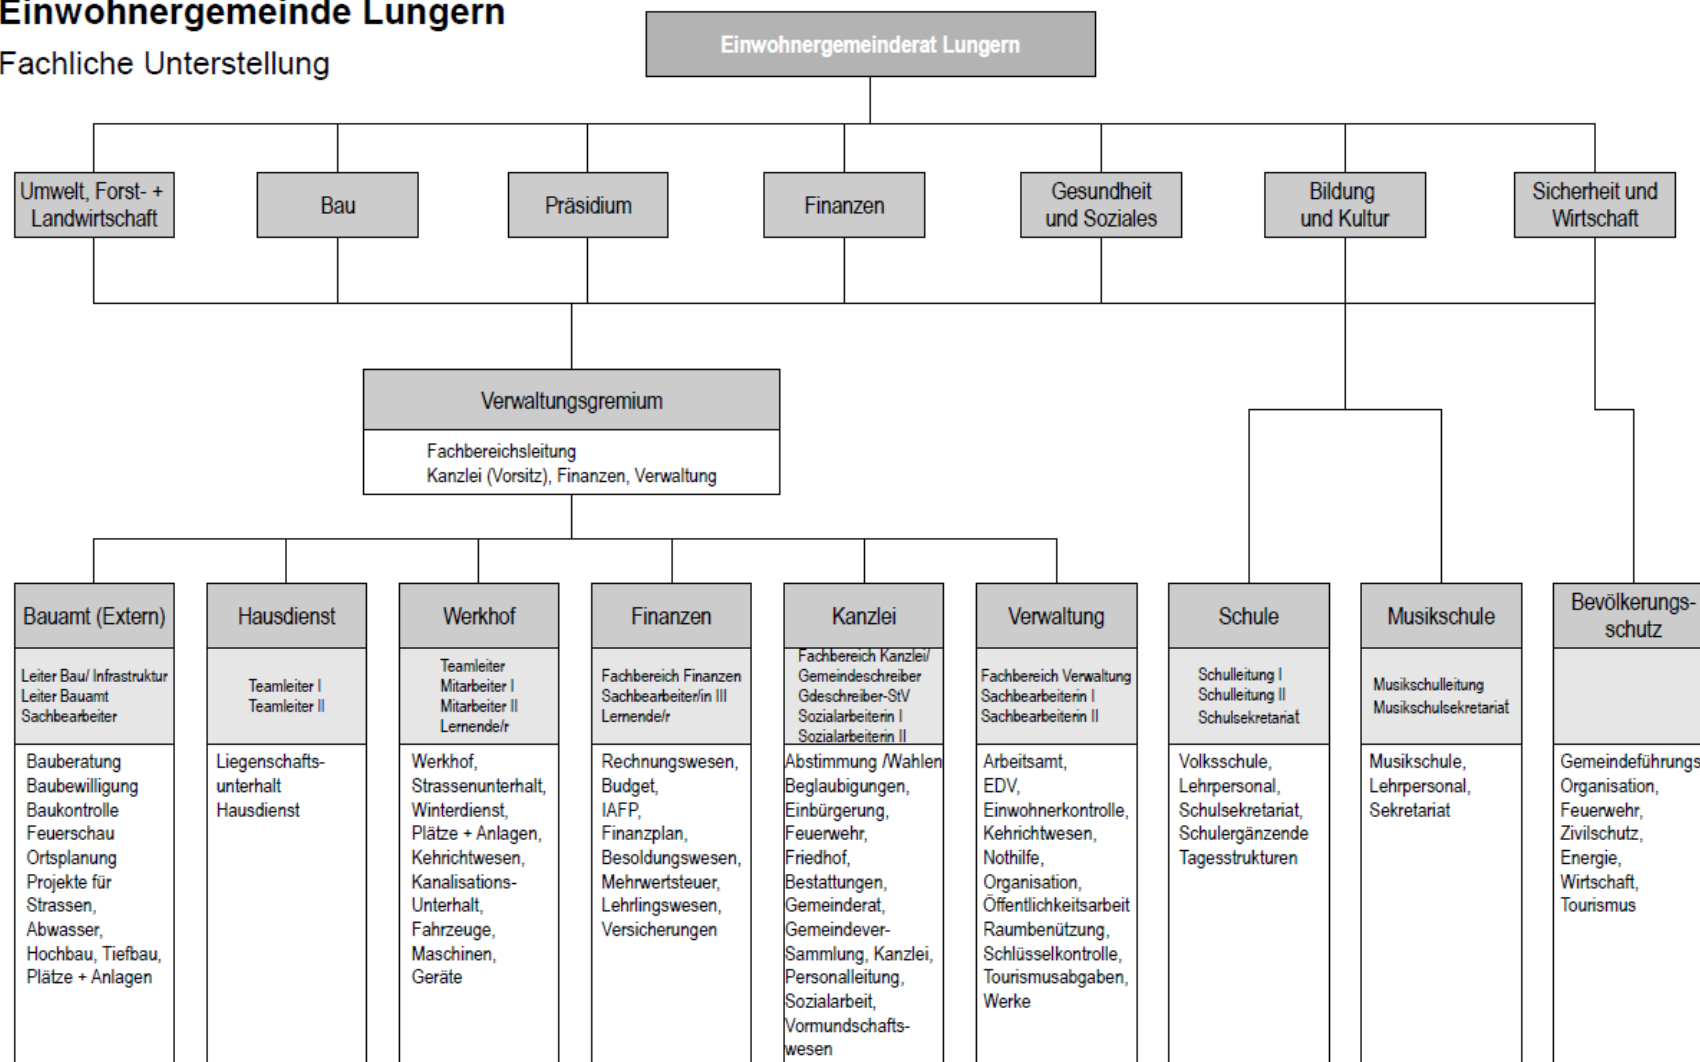 Einwohnergemeinde Lungern
Fachliche Unterstellung
Einwohnergemeinderat Lungern
Umwelt, Forst- +
Landwirtschaft
Bau
Präsidium
Finanzen
Gesundheit
und Soziales
Bildung
und Kultur
Sicherheit und
Wirtschaft
Verwaltungsgremium
Fachbereichsleitung
Kanzlei (Vorsitz), Finanzen, Verwaltung
Bauamt (Extern)
Leiter Bau/ Infrastruktur
Leiter Bauamt
Sachbearbeiter
Bauberatung
Baubewilligung
Baukontrolle
Feuerschau
Ortsplanung
Projekte für
Strassen,
Abwasser,
Hochbau, Tiefbau,
Plätze + Anlagen
Hausdienst
Teamleiter I
Teamleiter II
Liegenschafts-
unterhalt
Hausdienst
Werkhof
Teamleiter
Mitarbeiter I
Mitarbeiter II
Lernende/r
Werkhof,
Strassenunterhalt,
Winterdienst,
Plätze + Anlagen,
Kehrichtwesen,
Kanalisations-
Unterhalt,
Fahrzeuge,
Maschinen,
Geräte
Finanzen
Fachbereich Finanzen
Sachbearbeiter/in III
Lernende/r
Rechnungswesen,
Budget,
IAFP,
Finanzplan,
Besoldungswesen,
Mehrwertsteuer,
Lehrlingswesen,
Versicherungen
Kanzlei
Fachbereich Kanzlei/
Gemeindeschreiber
Gdeschreiber-StV
Sozialarbeiterin I
Sozialarbeiterin II
Abstimmung /Wahlen
Beglaubigungen,
Einbürgerung,
Feuerwehr,
Friedhof,
Bestattungen,
Gemeinderat,
Gemeindever-
Sammlung, Kanzlei,
Personalleitung,
Sozialarbeit,
Vormundschafts-
wesen
Verwaltung
Fachbereich Verwaltung
Sachbearbeiterin I
Sachbearbeiterin II
Arbeitsamt,
EDV,
Einwohnerkontrolle,
Kehrichtwesen,
Nothilfe,
Organisation,
Öffentlichkeitsarbeit
Raumbenützung,
Schlüsselkontrolle,
Tourismusabgaben,
Werke
Schule
Schulleitung I
Schulleitung II
Schulsekretariat
Volksschule,
Lehrpersonal,
Schulsekretariat,
Schulergänzende
Tagesstrukturen
Musikschule
Musikschulleitung
Musikschulsekretariat
Musikschule,
Lehrpersonal,
Sekretariat
Bevölkerungs-
schutz
Gemeindeführungs
Organisation,
Feuerwehr,
Zivilschutz,
Energie,
Wirtschaft,
Tourismus